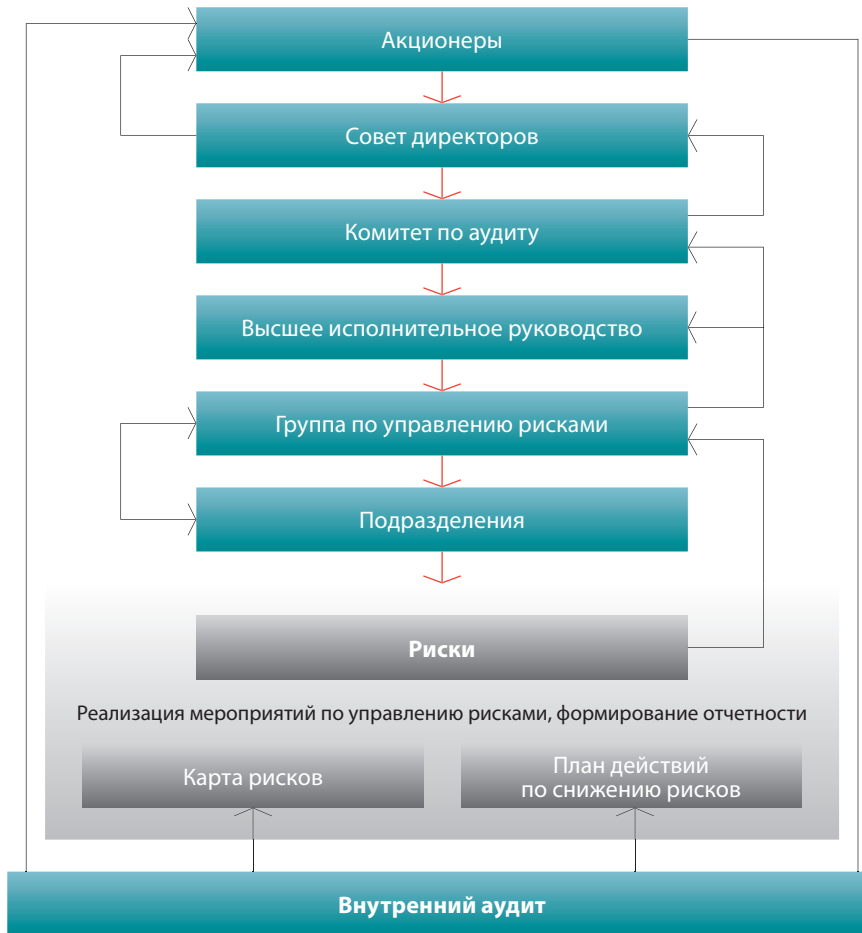 Акционеры
Совет директоров
Комитет по аудиту
Высшее исполнительное руководство
Группа по управлению рисками
Подразделения
Риски
Реализация мероприятий по управлению рисками, формирование отчетности
Карта рисков
План действий
по снижению рисков
Внутренний аудит